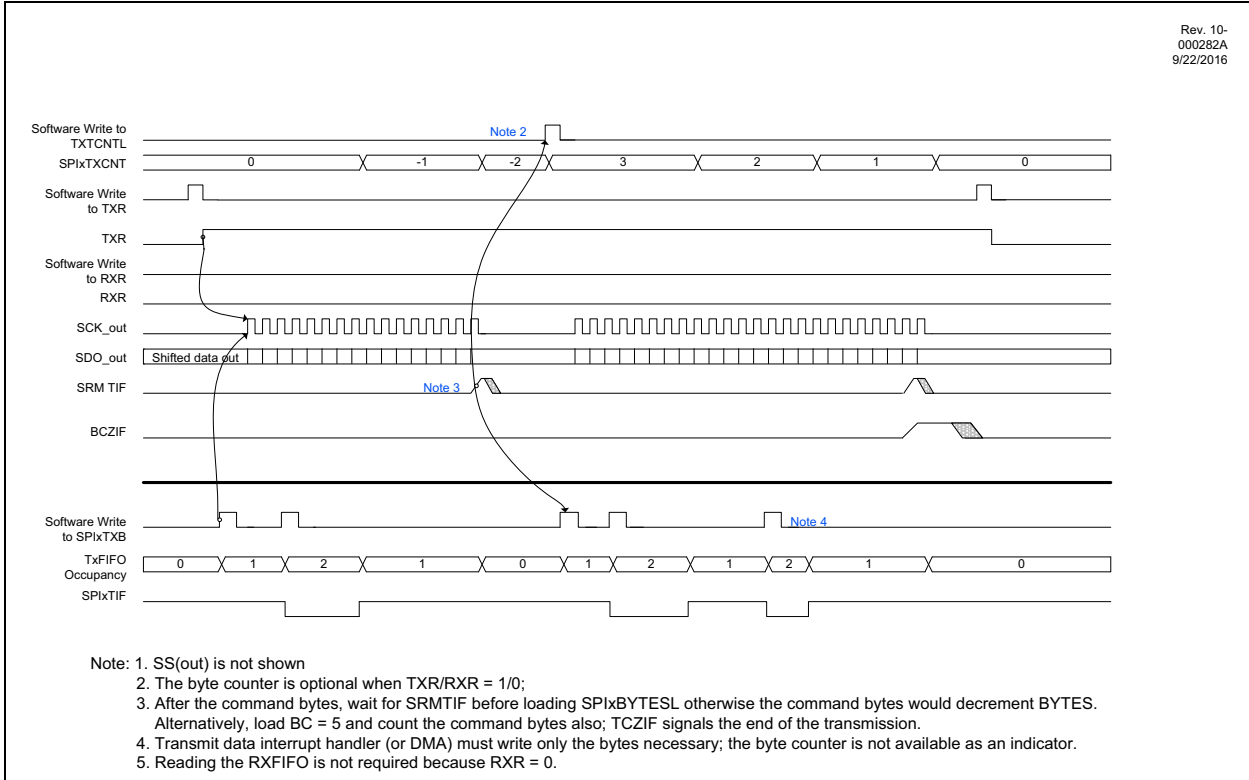 Rev. 10-
000282A
9/22/2016
Software Write to
TXTCNTL
Note 2
SPIxTXCNT
0 -1 -2 3 2 1 0
Software Write
to TXR
TXR
Software Write
to RXR
RXR
SCK_out
SDO_out
Shifted data out
SRM TIF
Note 3
BCZIF
Software Write
to SPIxTXB
Note 4
TxFIFO
Occupancy
0 1 2 1 0 1 2 1 2 1 0
SPIxTIF
Note: 1. SS(out) is not shown
2. The byte counter is optional when TXR/RXR = 1/0;
3. After the command bytes, wait for SRMTIF before loading SPIxBYTESL otherwise the command bytes would decrement BYTES.
Alternatively, load BC = 5 and count the command bytes also; TCZIF signals the end of the transmission.
4. Transmit data interrupt handler (or DMA) must write only the bytes necessary; the byte counter is not available as an indicator.
5. Reading the RXFIFO is not required because RXR = 0.